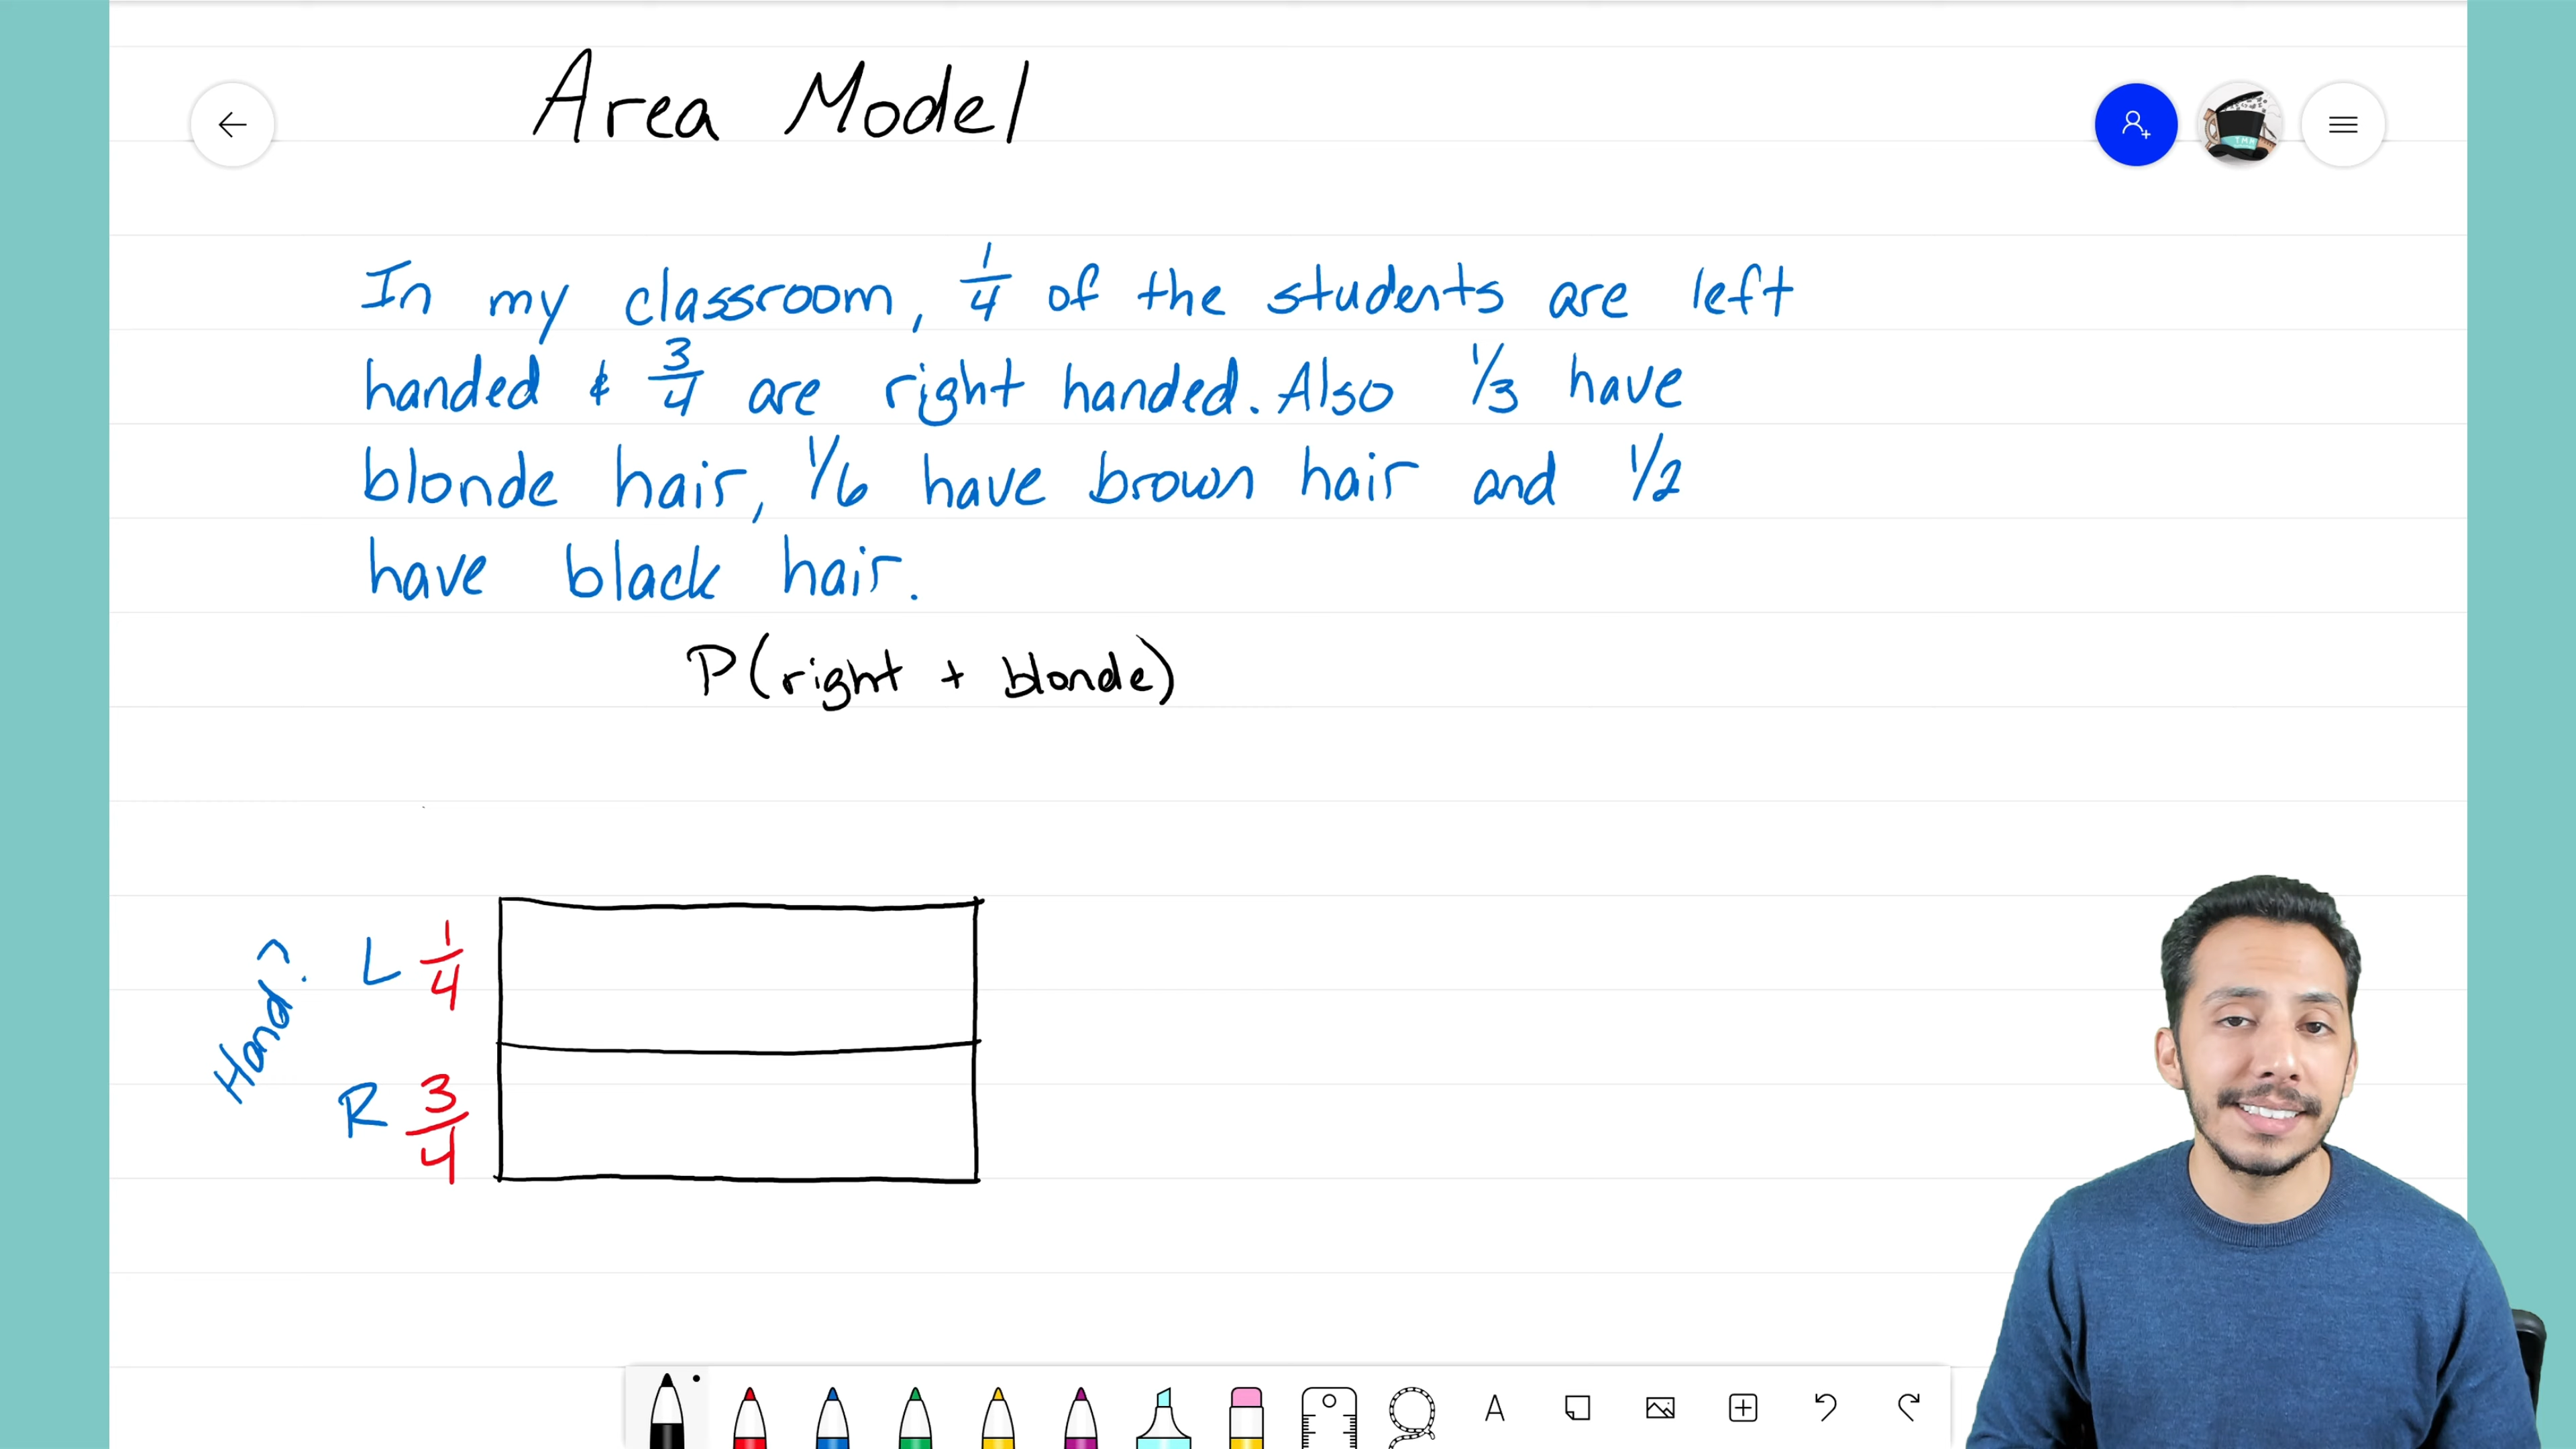 Area Model
In my classroom, 1/4 of the students are left
handed & 3/4 are right handed. Also 1/3 have
blonde hair, 1/6 have brown hair and 1/2
have black hair.
P(right + blonde)
Hand?
L 1/4
R 3/4
A
TMH